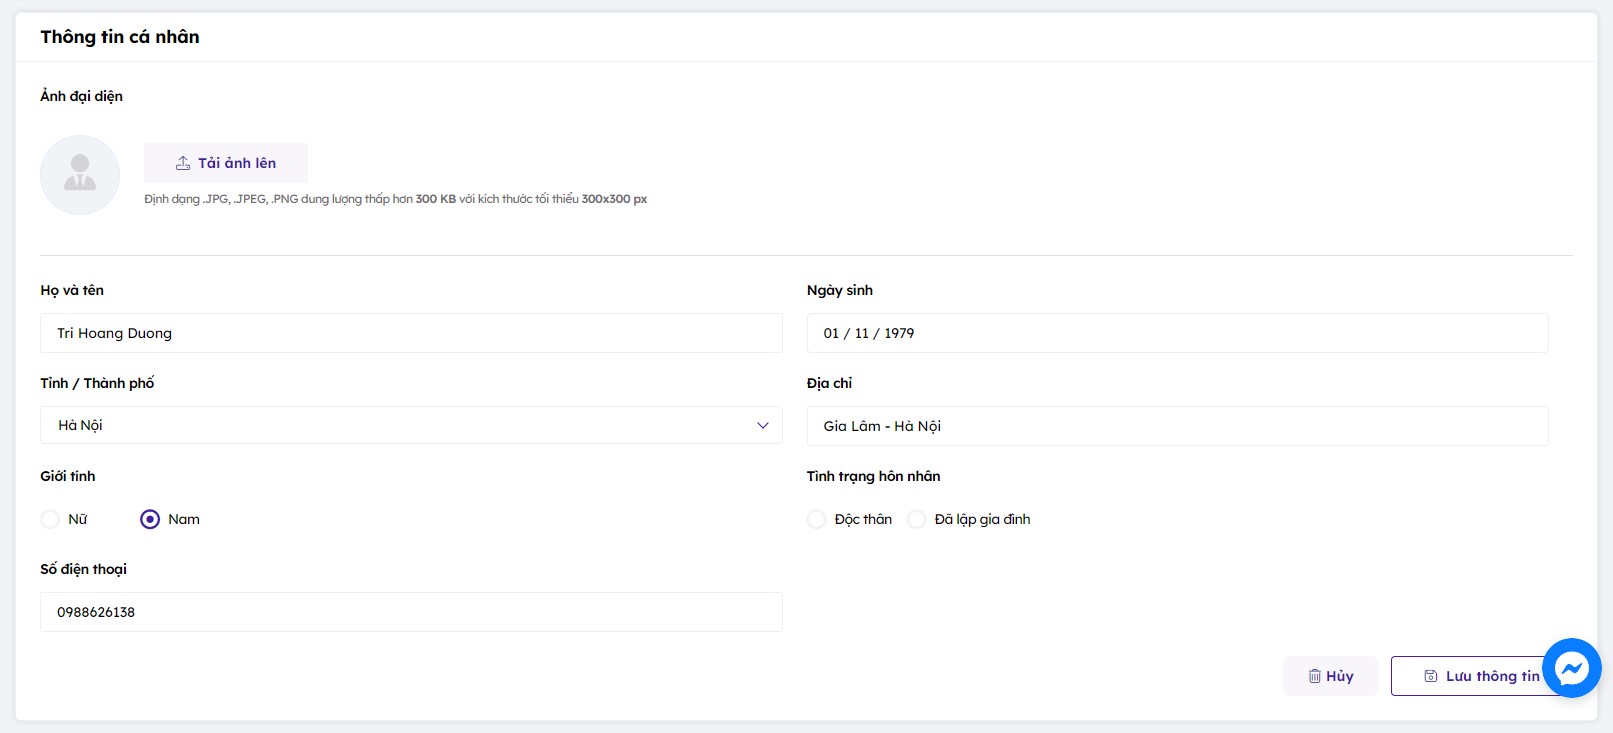 Thông tin cá nhân
Ảnh đại diện
Tải ảnh lên
Định dạng .JPG, .JPEG, .PNG dung lượng thấp hơn 300 KB với kích thước tối thiểu 300x300 px
Họ và tên
Ngày sinh
Tri Hoang Duong
01 / 11 / 1979
Tỉnh / Thành phố
Địa chỉ
Hà Nội
Gia Lâm - Hà Nội
Giới tính
Tình trạng hôn nhân
Nữ
Nam
Độc thân
Đã lập gia đình
Số điện thoại
0988626138
Hủy
Lưu thông tin